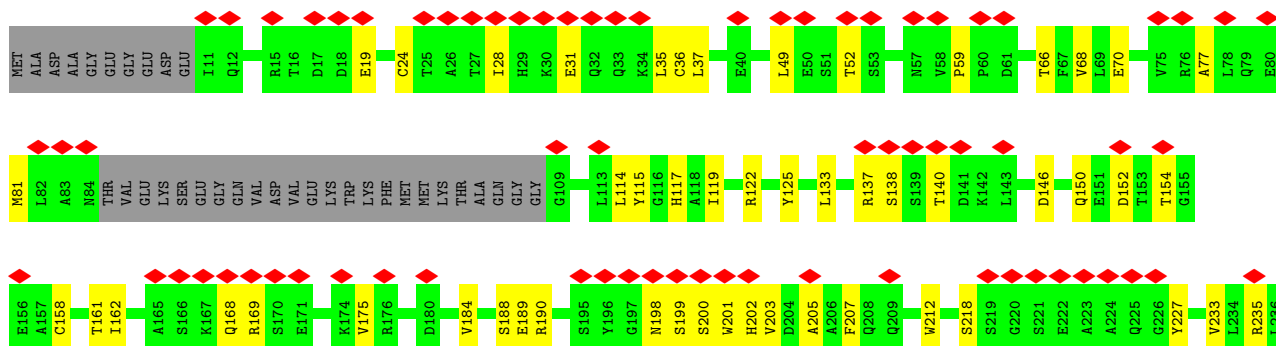 MET ALA ASP ALA GLY GLU GLY GLU ASP GLU I11 Q12 R15 T16 D17 D18 E19 C24 T25 A26 T27 I28 H29 K30 E31 Q32 Q33 K34 L35 C36 L37 E40 L49 E50 S51 T52 S53 N57 V58 P59 P60 D61 T66 F67 V68 L69 E70 V75 R76 A77 L78 Q79 E80
M81 L82 A83 N84 THR VAL GLU LYS SER GLU GLY GLN VAL ASP VAL GLU LYS TRP LYS PHE MET MET LYS THR ALA GLN GLY GLY G109 L113 L114 Y115 G116 H117 A118 I119 R122 Y125 L133 R137 S138 S139 T140 D141 K142 L143 D146 Q150 E151 D152 T153 T154 G155
E156 A157 C158 T161 I162 A165 S166 K167 Q168 R169 S170 E171 K174 V175 R176 D180 V184 S188 E189 R190 S195 Y196 G197 N198 S199 S200 W201 H202 V203 D204 A205 A206 F207 Q208 Q209 W212 S218 S219 G220 S221 E222 A223 A224 Q225 G226 Y227 V233 L234 R235 L236